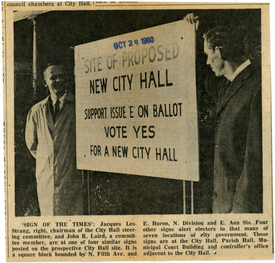 council chambers at City Hall.
OCT 29 1960
SITE OF PROPOSED
NEW CITY HALL
SUPPORT ISSUE E ON BALLOT
VOTE YES
FOR A NEW CITY HALL
'SIGN OF THE TIMES': Jacques Les-
Strang, right, chairman of the City Hall steer-
ing committee, and John R. Laird, a commit-
tee member, are at one of four similar signs
posted on the prospective City Hall site. It is
a square block bounded by N. Fifth Ave. and
E. Huron, N. Division and E. Ann Sts. Four
other signs alert electors to that many of
seven locations of city government. Those
signs are at the City Hall, Parish Hall, Mu-
nicipal Court Building and controller's office
adjacent to the City Hall.